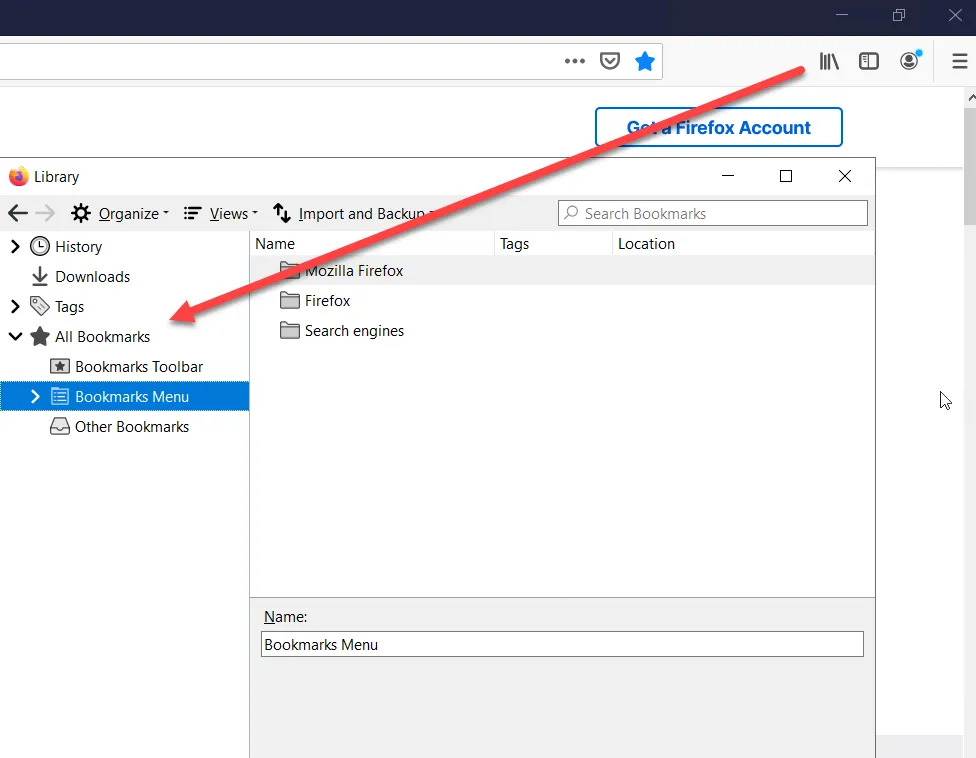 Get a Firefox Account
Library
Organize Views Import and Backup Search Bookmarks
History
Downloads
Tags
All Bookmarks
Bookmarks Toolbar
Bookmarks Menu
Other Bookmarks
Name Tags Location
Mozilla Firefox
Firefox
Search engines
Name:
Bookmarks Menu